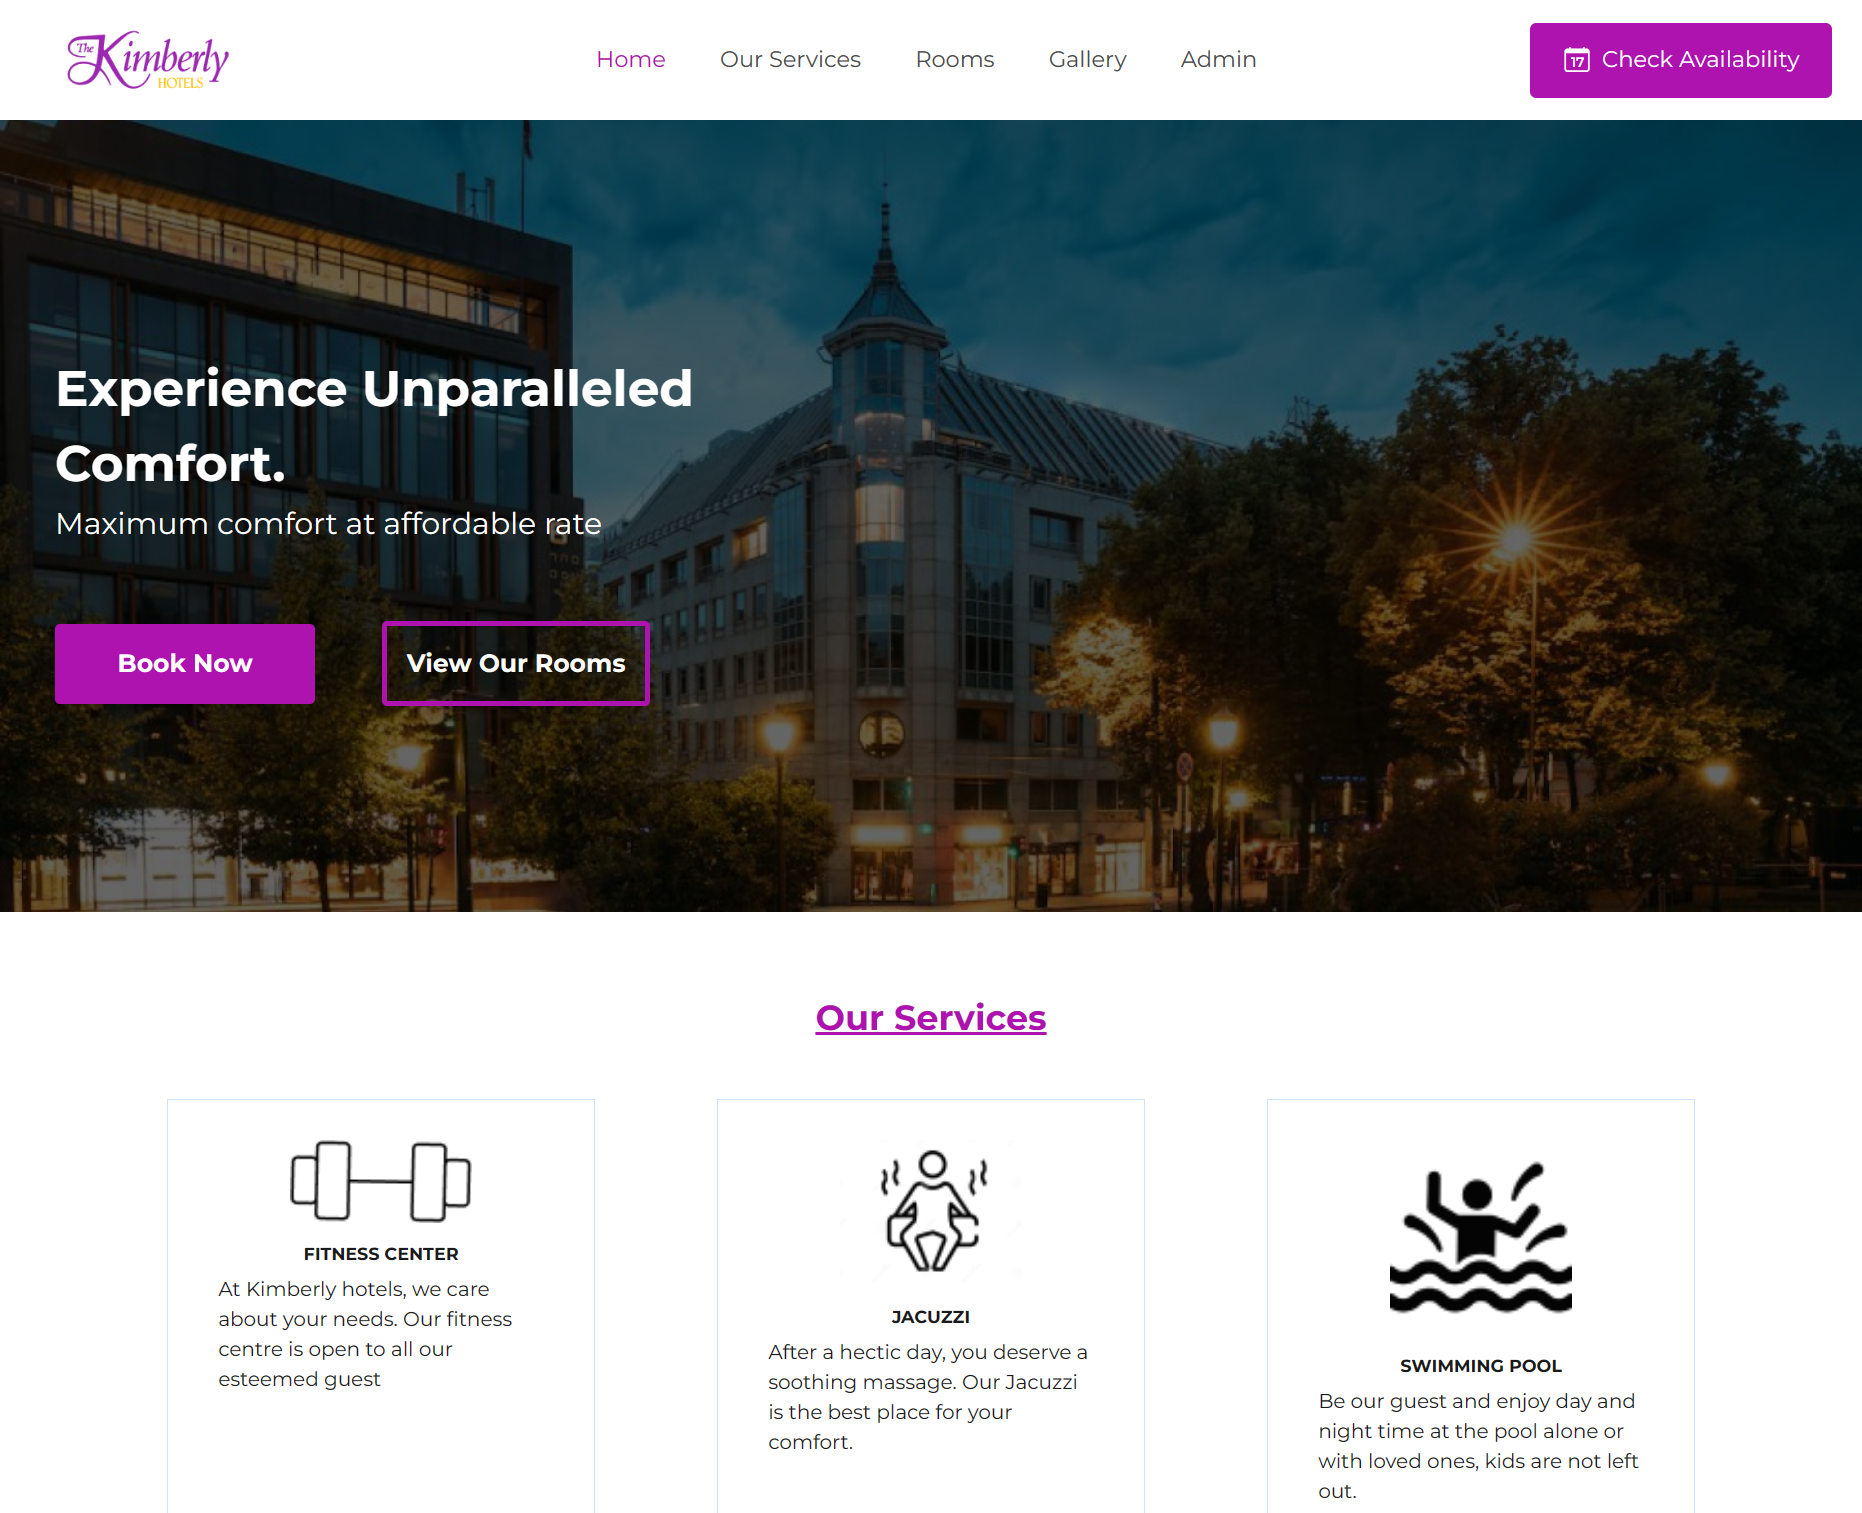 The Kimberly
HOTELS
Home
Our Services
Rooms
Gallery
Admin
17 Check Availability
Experience Unparalleled
Comfort.
Maximum comfort at affordable rate
Book Now
View Our Rooms
Our Services
FITNESS CENTER
At Kimberly hotels, we care
about your needs. Our fitness
centre is open to all our
esteemed guest
JACUZZI
After a hectic day, you deserve a
soothing massage. Our Jacuzzi
is the best place for your
comfort.
SWIMMING POOL
Be our guest and enjoy day and
night time at the pool alone or
with loved ones, kids are not left
out.